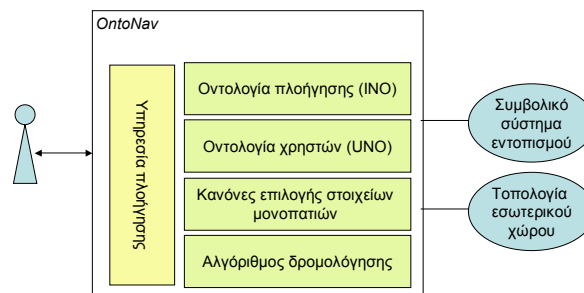 OntoNav
Υπηρεσία πλοήγησης
Οντολογία πλοήγησης (INO)
Οντολογία χρηστών (UNO)
Κανόνες επιλογής στοιχείων
μονοπατιών
Αλγόριθμος δρομολόγησης
Συμβολικό
σύστημα
εντοπισμού
Τοπολογία
εσωτερικού
χώρου